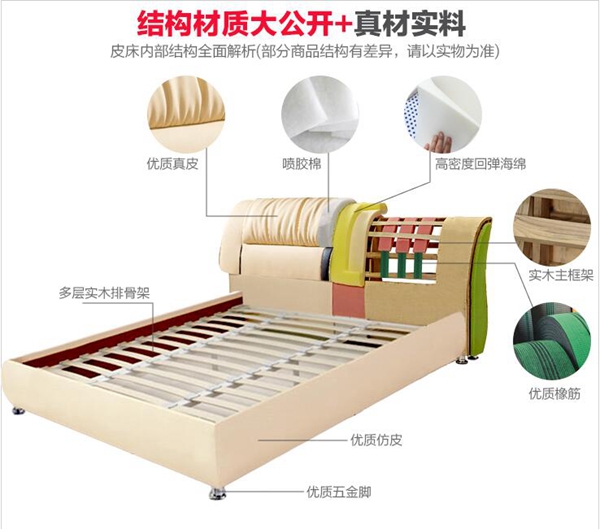 结构材质大公开+真材实料
皮床内部结构全面解析(部分商品结构有差异，请以实物为准)
优质真皮
喷胶棉
高密度回弹海绵
实木主框架
多层实木排骨架
优质橡筋
优质仿皮
优质五金脚